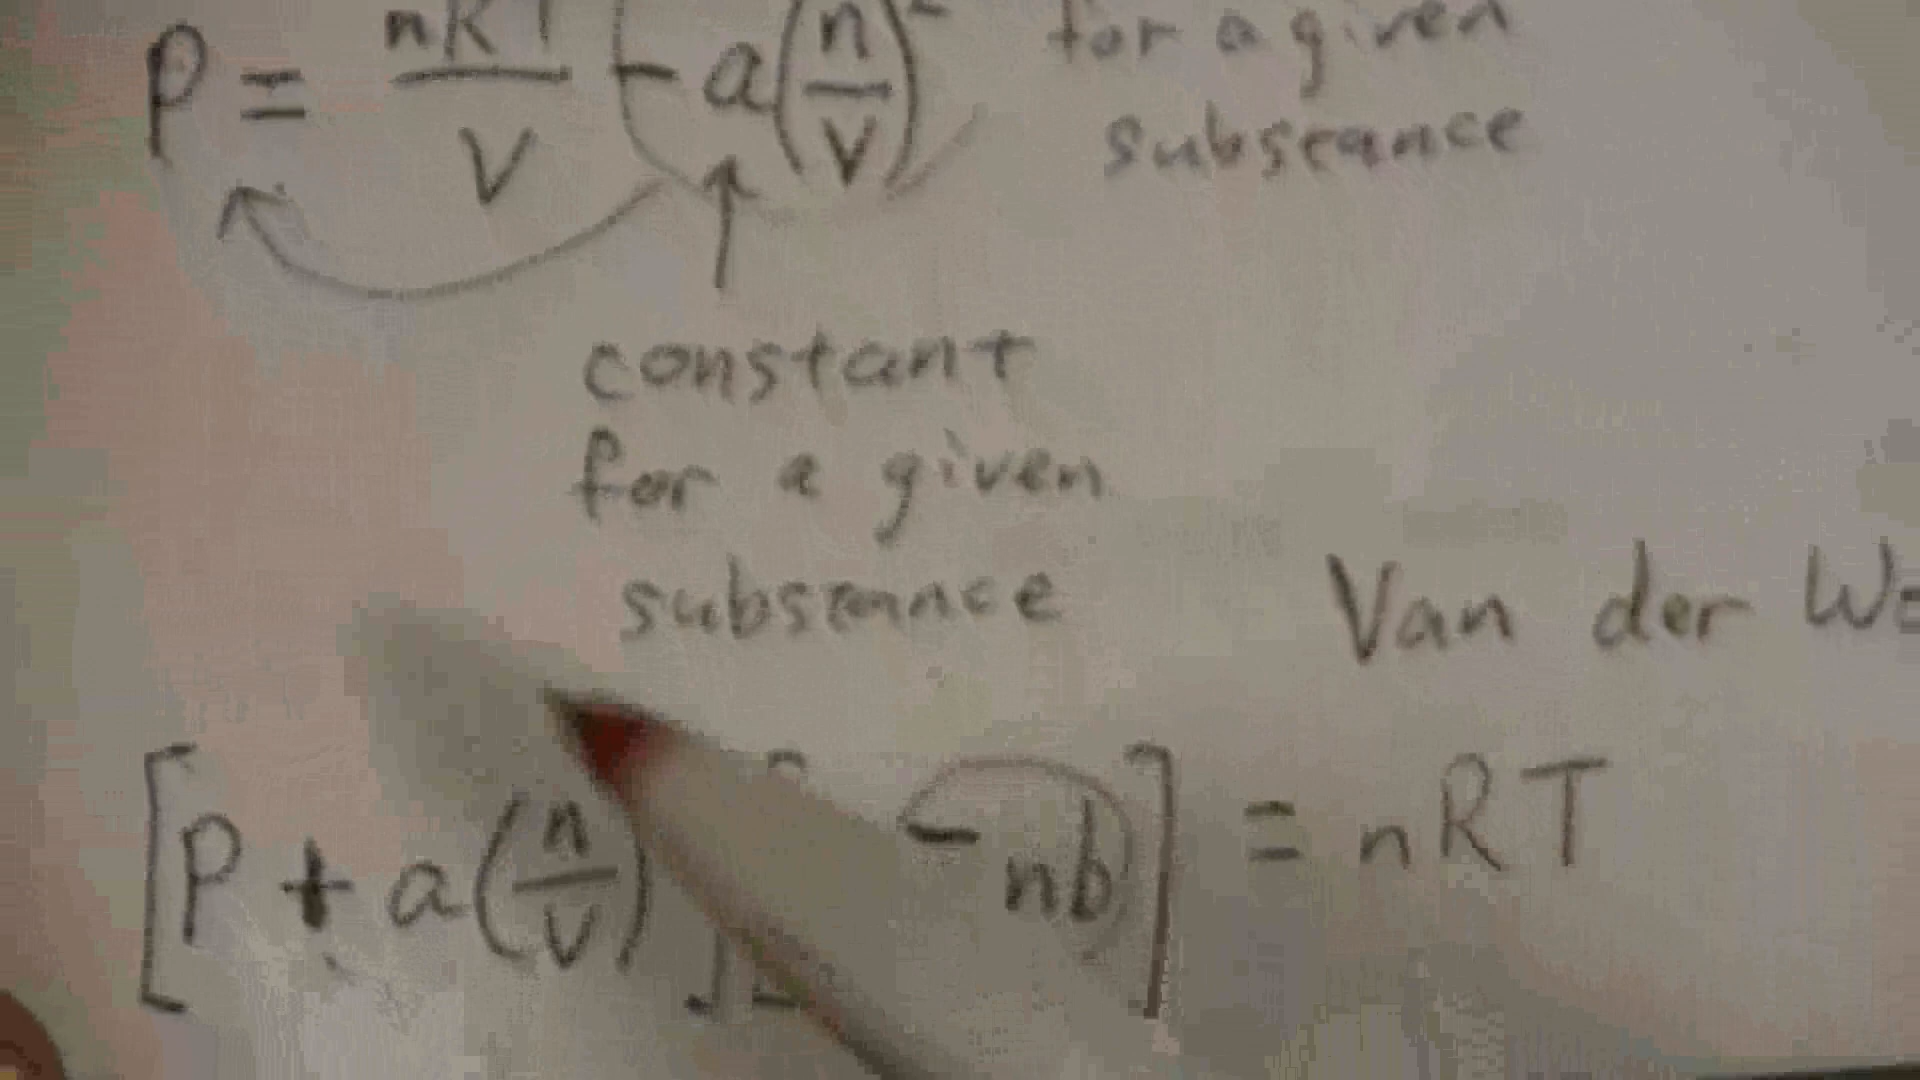 P = nRT/V - a(n/V)²
for a given
substance
constant
for a given
substance
Van der
[P + a(n/V) ] [ - nb] = nRT